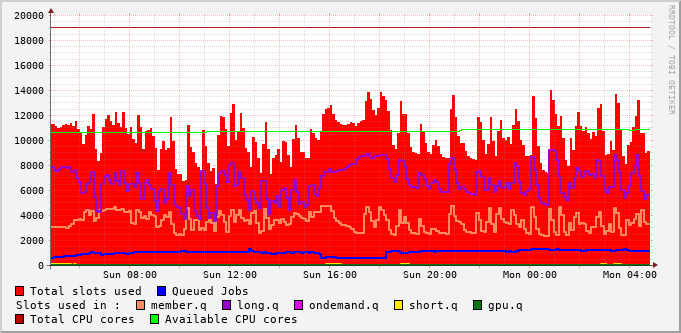 20000
18000
16000
14000
12000
10000
8000
6000
4000
2000
0
Sun 08:00 Sun 12:00 Sun 16:00 Sun 20:00 Mon 00:00 Mon 04:00
Total slots used Queued Jobs
Slots used in : member.q long.q ondemand.q short.q gpu.q
Total CPU cores Available CPU cores
RRDTOOL / TOBI OETIKER